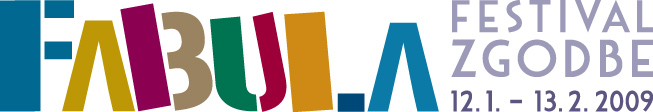 FABULA
FESTIVAL
ZGODBE
12.1. – 13.2.2009